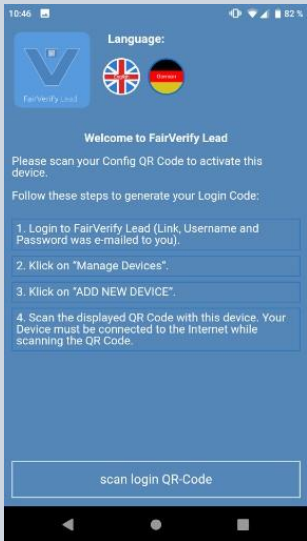 10:46
82 %
Language:
English
German
FairVerify Lead
Welcome to FairVerify Lead
Please scan your Config QR Code to activate this
device.
Follow these steps to generate your Login Code:
1. Login to FairVerify Lead (Link, Username and
Password was e-mailed to you).
2. Klick on “Manage Devices”.
3. Klick on “ADD NEW DEVICE”.
4. Scan the displayed QR Code with this device. Your
Device must be connected to the Internet while
scanning the QR Code.
scan login QR-Code